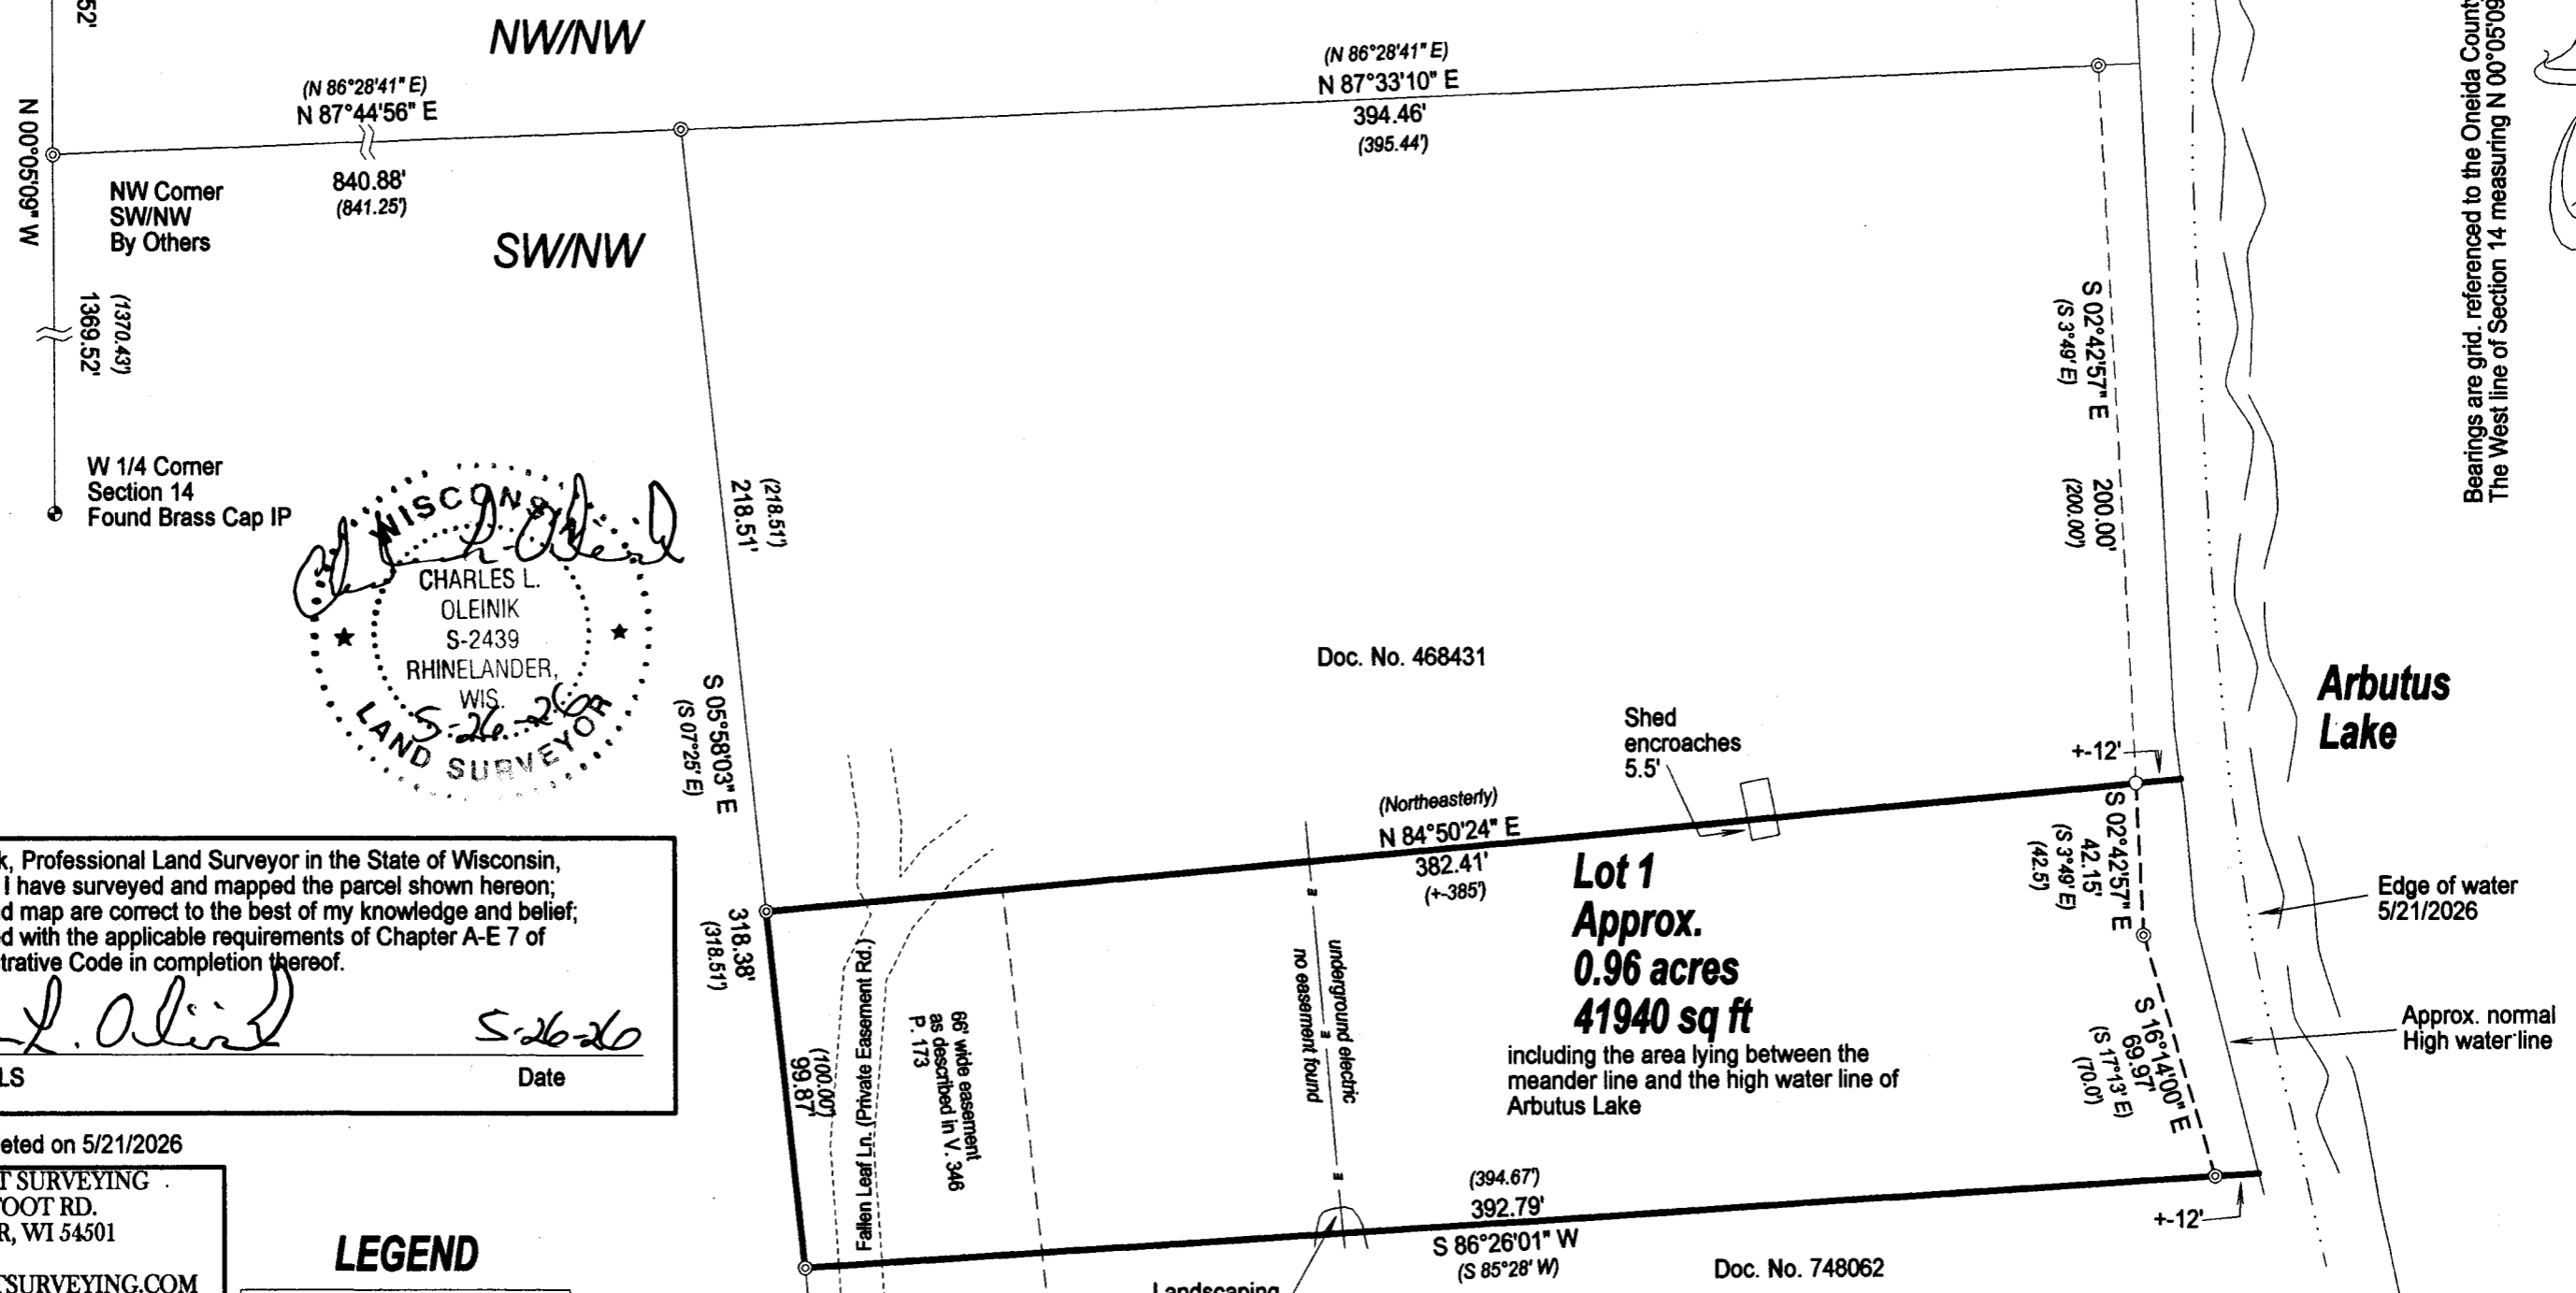 52'
NW/NW
(N 86°28'41" E)
N 87°44'56" E
840.88'
(841.25')
(N 86°28'41" E)
N 87°33'10" E
394.46'
(395.44')
N 00°05'09" W
NW Corner
SW/NW
By Others
SW/NW
(1370.43')
1369.52'
W 1/4 Corner
Section 14
Found Brass Cap IP
WISCONSIN
CHARLES L.
OLEINIK
S-2439
RHINELANDER,
WIS.
5-26-26
LAND SURVEYOR
(218.51')
218.51'
S 05°58'03" E
(S 07°25' E)
318.38'
(318.51')
(100.00')
99.87'
S 02°42'57" E
(S 3°49' E)
200.00'
(200.00')
Bearings are grid. referenced to the Oneida County
The West line of Section 14 measuring N 00°05'09
Doc. No. 468431
Shed
encroaches
5.5'
+-12'
Arbutus
Lake
(Northeasterly)
N 84°50'24" E
382.41'
(+-385')
S 02°42'57" E
42.15'
(S 3°49' E)
(42.5')
Lot 1
Approx.
0.96 acres
41940 sq ft
including the area lying between the
meander line and the high water line of
Arbutus Lake
Edge of water
5/21/2026
Approx. normal
High water line
S 16°14'00" E
69.97'
(S 17°13' E)
(70.0')
Fallen Leaf Ln. (Private Easement Rd.)
66' wide easement
as described in V. 346
P. 173
E
E
E
underground electric
no easement found
(394.67')
392.79'
S 86°26'01" W
(S 85°28' W)
+-12'
Doc. No. 748062
Landscaping
k, Professional Land Surveyor in the State of Wisconsin,
I have surveyed and mapped the parcel shown hereon;
d map are correct to the best of my knowledge and belief;
d with the applicable requirements of Chapter A-E 7 of
trative Code in completion thereof.
L. Oleinik 5-26-26
LS Date
eted on 5/21/2026
T SURVEYING
FOOT RD.
R, WI 54501
TSURVEYING.COM
LEGEND